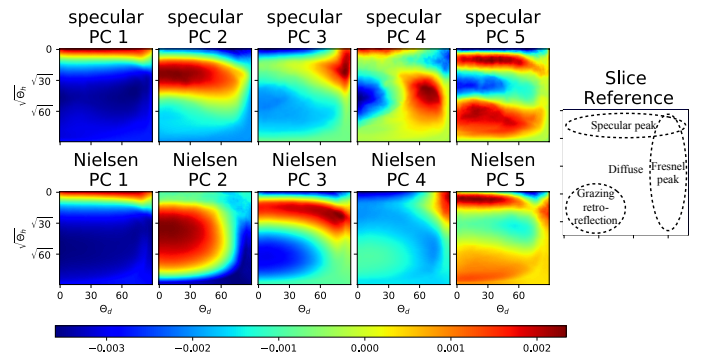 specular PC 1
specular PC 2
specular PC 3
specular PC 4
specular PC 5
0
√30
√60
√Θh
Nielsen PC 1
Nielsen PC 2
Nielsen PC 3
Nielsen PC 4
Nielsen PC 5
0
√30
√60
√Θh
0 30 60
0 30 60
0 30 60
0 30 60
0 30 60
Θd
Θd
Θd
Θd
Θd
−0.003 −0.002 −0.001 0.000 0.001 0.002
Slice
Reference
Specular peak
Diffuse
Fresnel
peak
Grazing
retro-
reflection